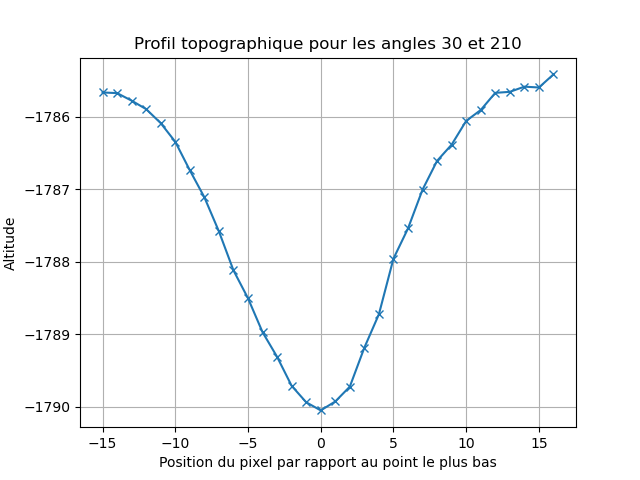 Profil topographique pour les angles 30 et 210
Altitude
−1786
−1787
−1788
−1789
−1790
−15 −10 −5 0 5 10 15
Position du pixel par rapport au point le plus bas